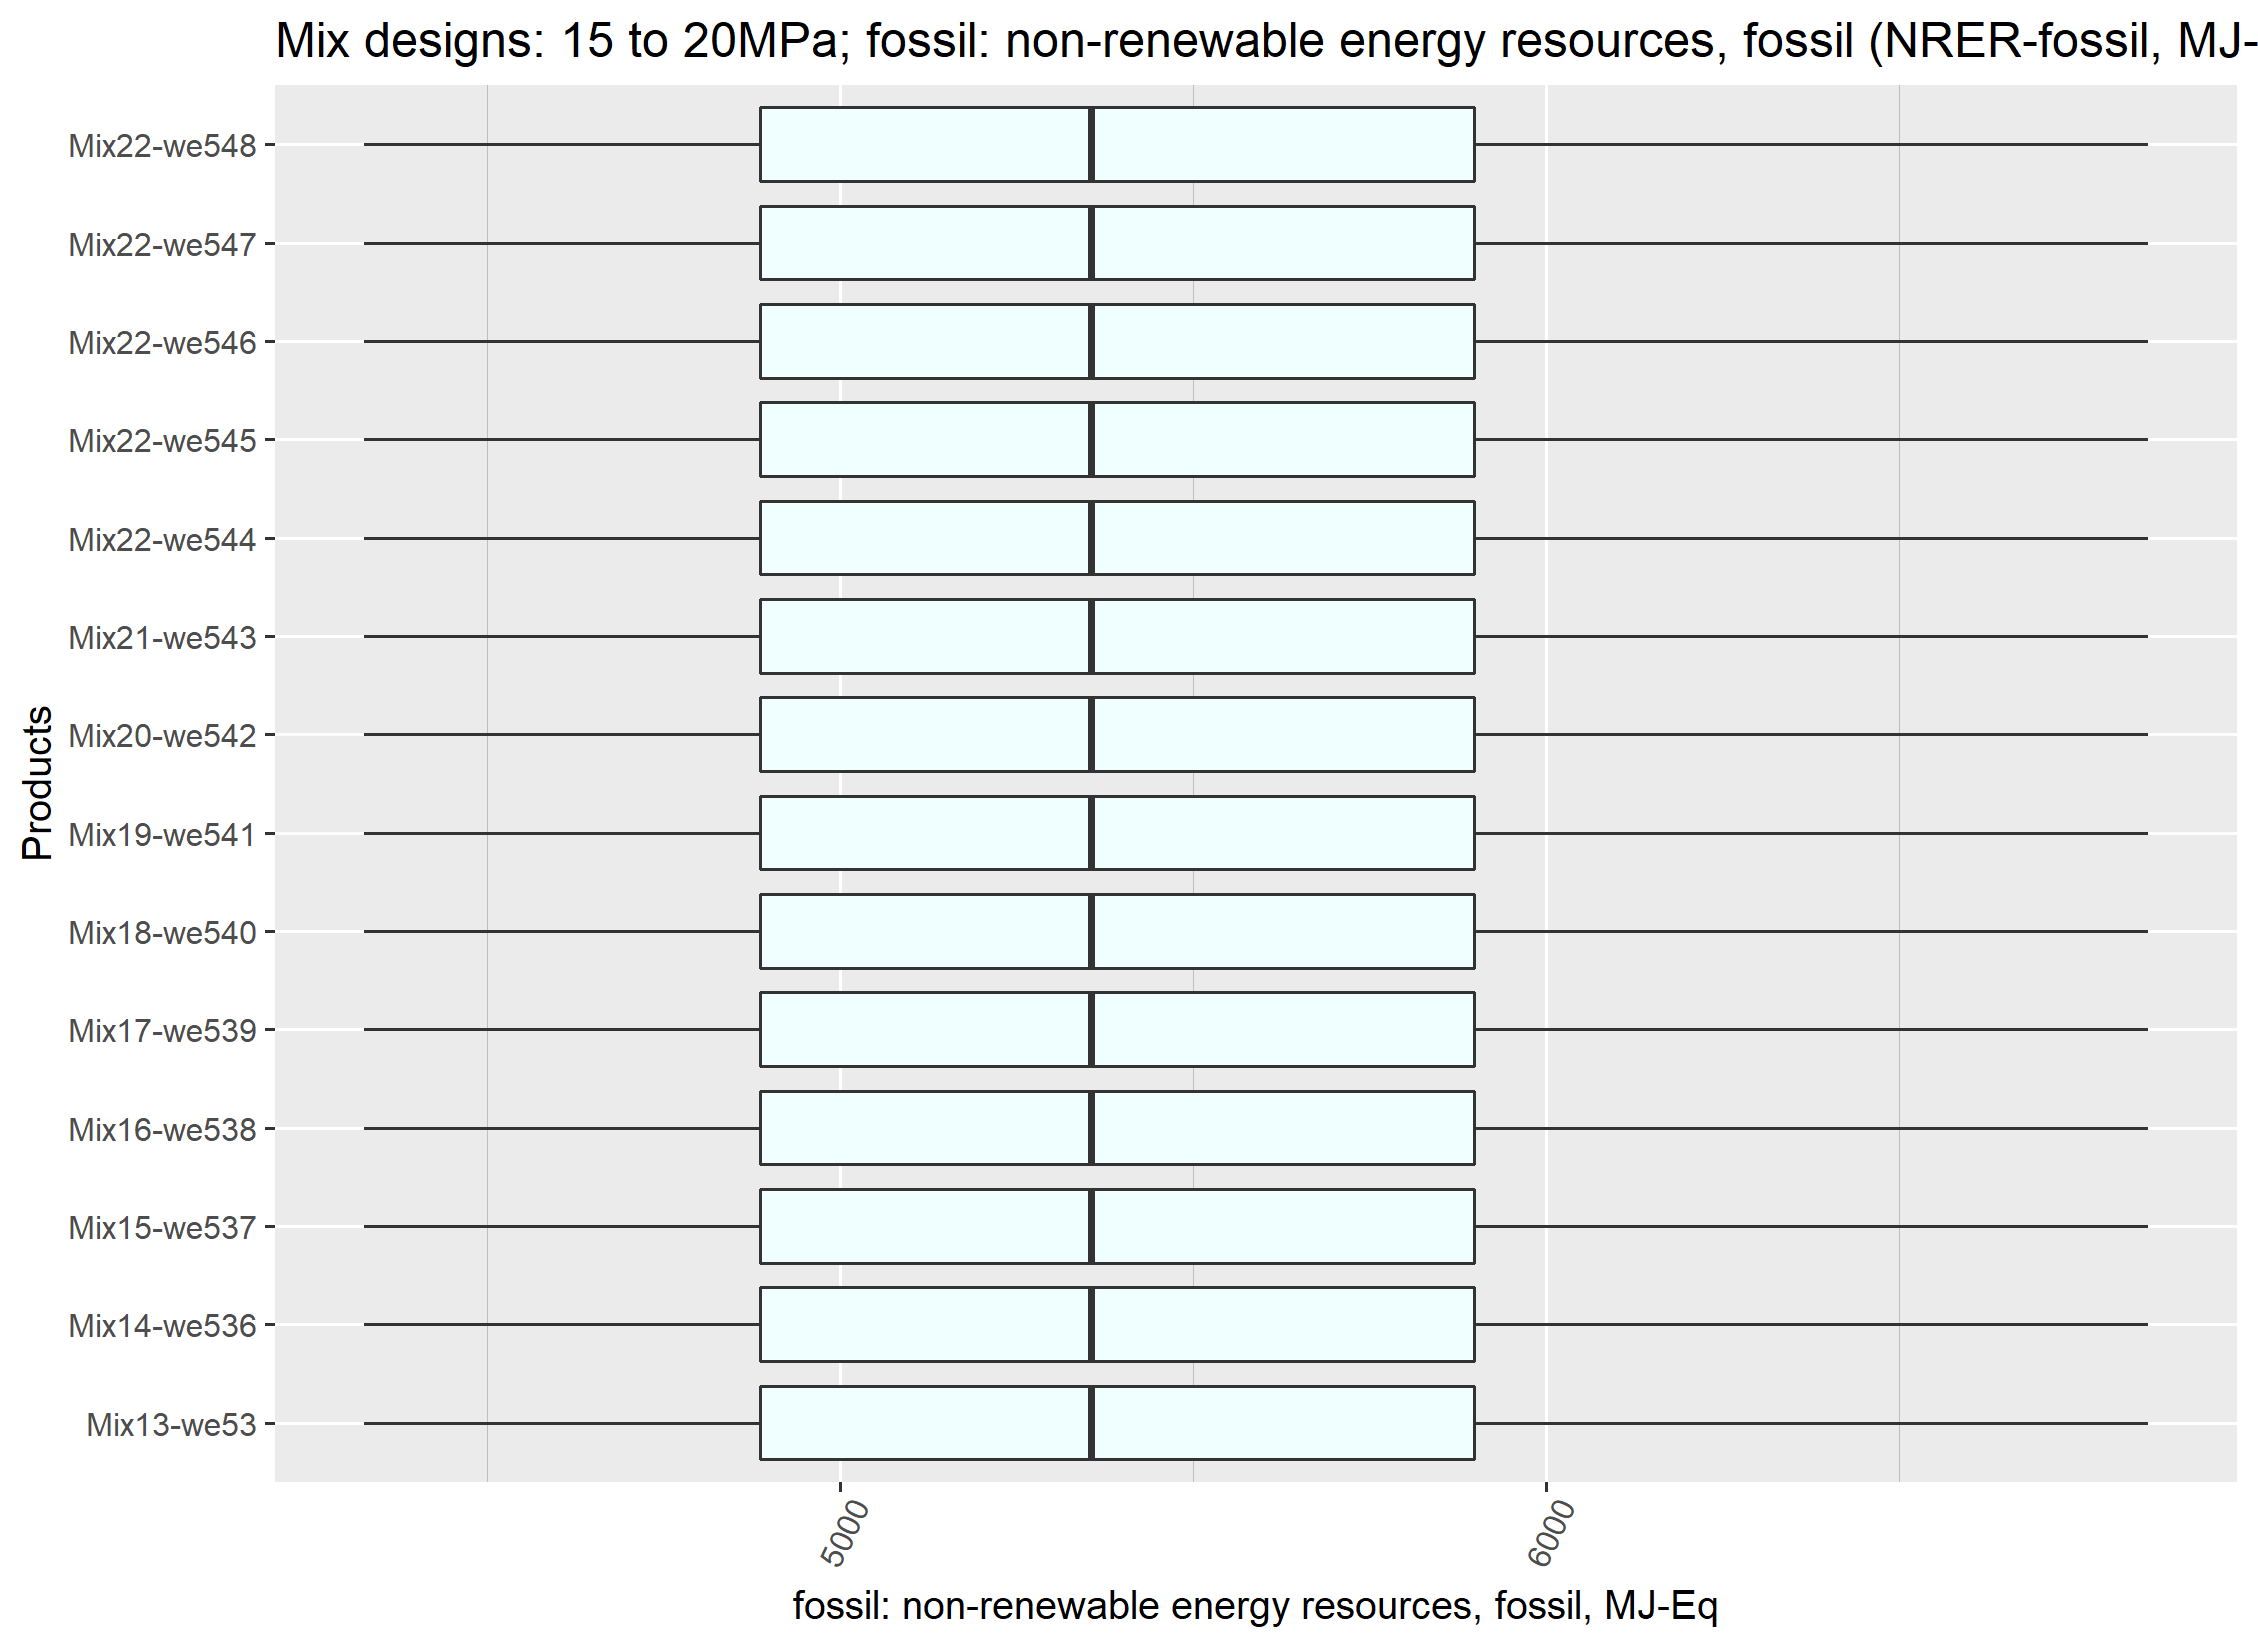 Mix designs: 15 to 20MPa; fossil: non-renewable energy resources, fossil (NRER-fossil, MJ-
Products
Mix22-we548
Mix22-we547
Mix22-we546
Mix22-we545
Mix22-we544
Mix21-we543
Mix20-we542
Mix19-we541
Mix18-we540
Mix17-we539
Mix16-we538
Mix15-we537
Mix14-we536
Mix13-we53
5000
6000
fossil: non-renewable energy resources, fossil, MJ-Eq